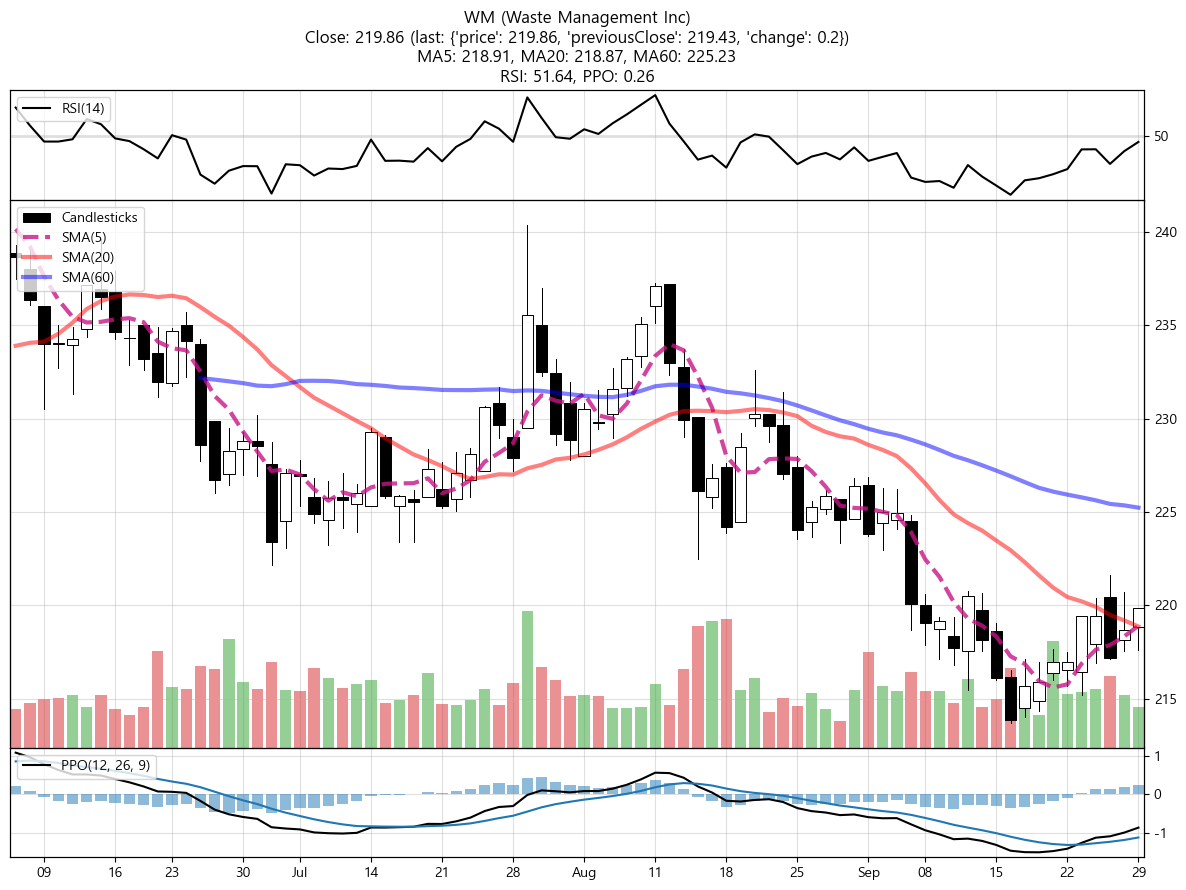 WM (Waste Management Inc)
Close: 219.86 (last: {'price': 219.86, 'previousClose': 219.43, 'change': 0.2})
MA5: 218.91, MA20: 218.87, MA60: 225.23
RSI: 51.64, PPO: 0.26
RSI(14)
50
Candlesticks
SMA(5)
SMA(20)
SMA(60)
240
235
230
225
220
215
PPO(12, 26, 9)
1
0
-1
09 16 23 30 Jul 14 21 28 Aug 11 18 25 Sep 08 15 22 29